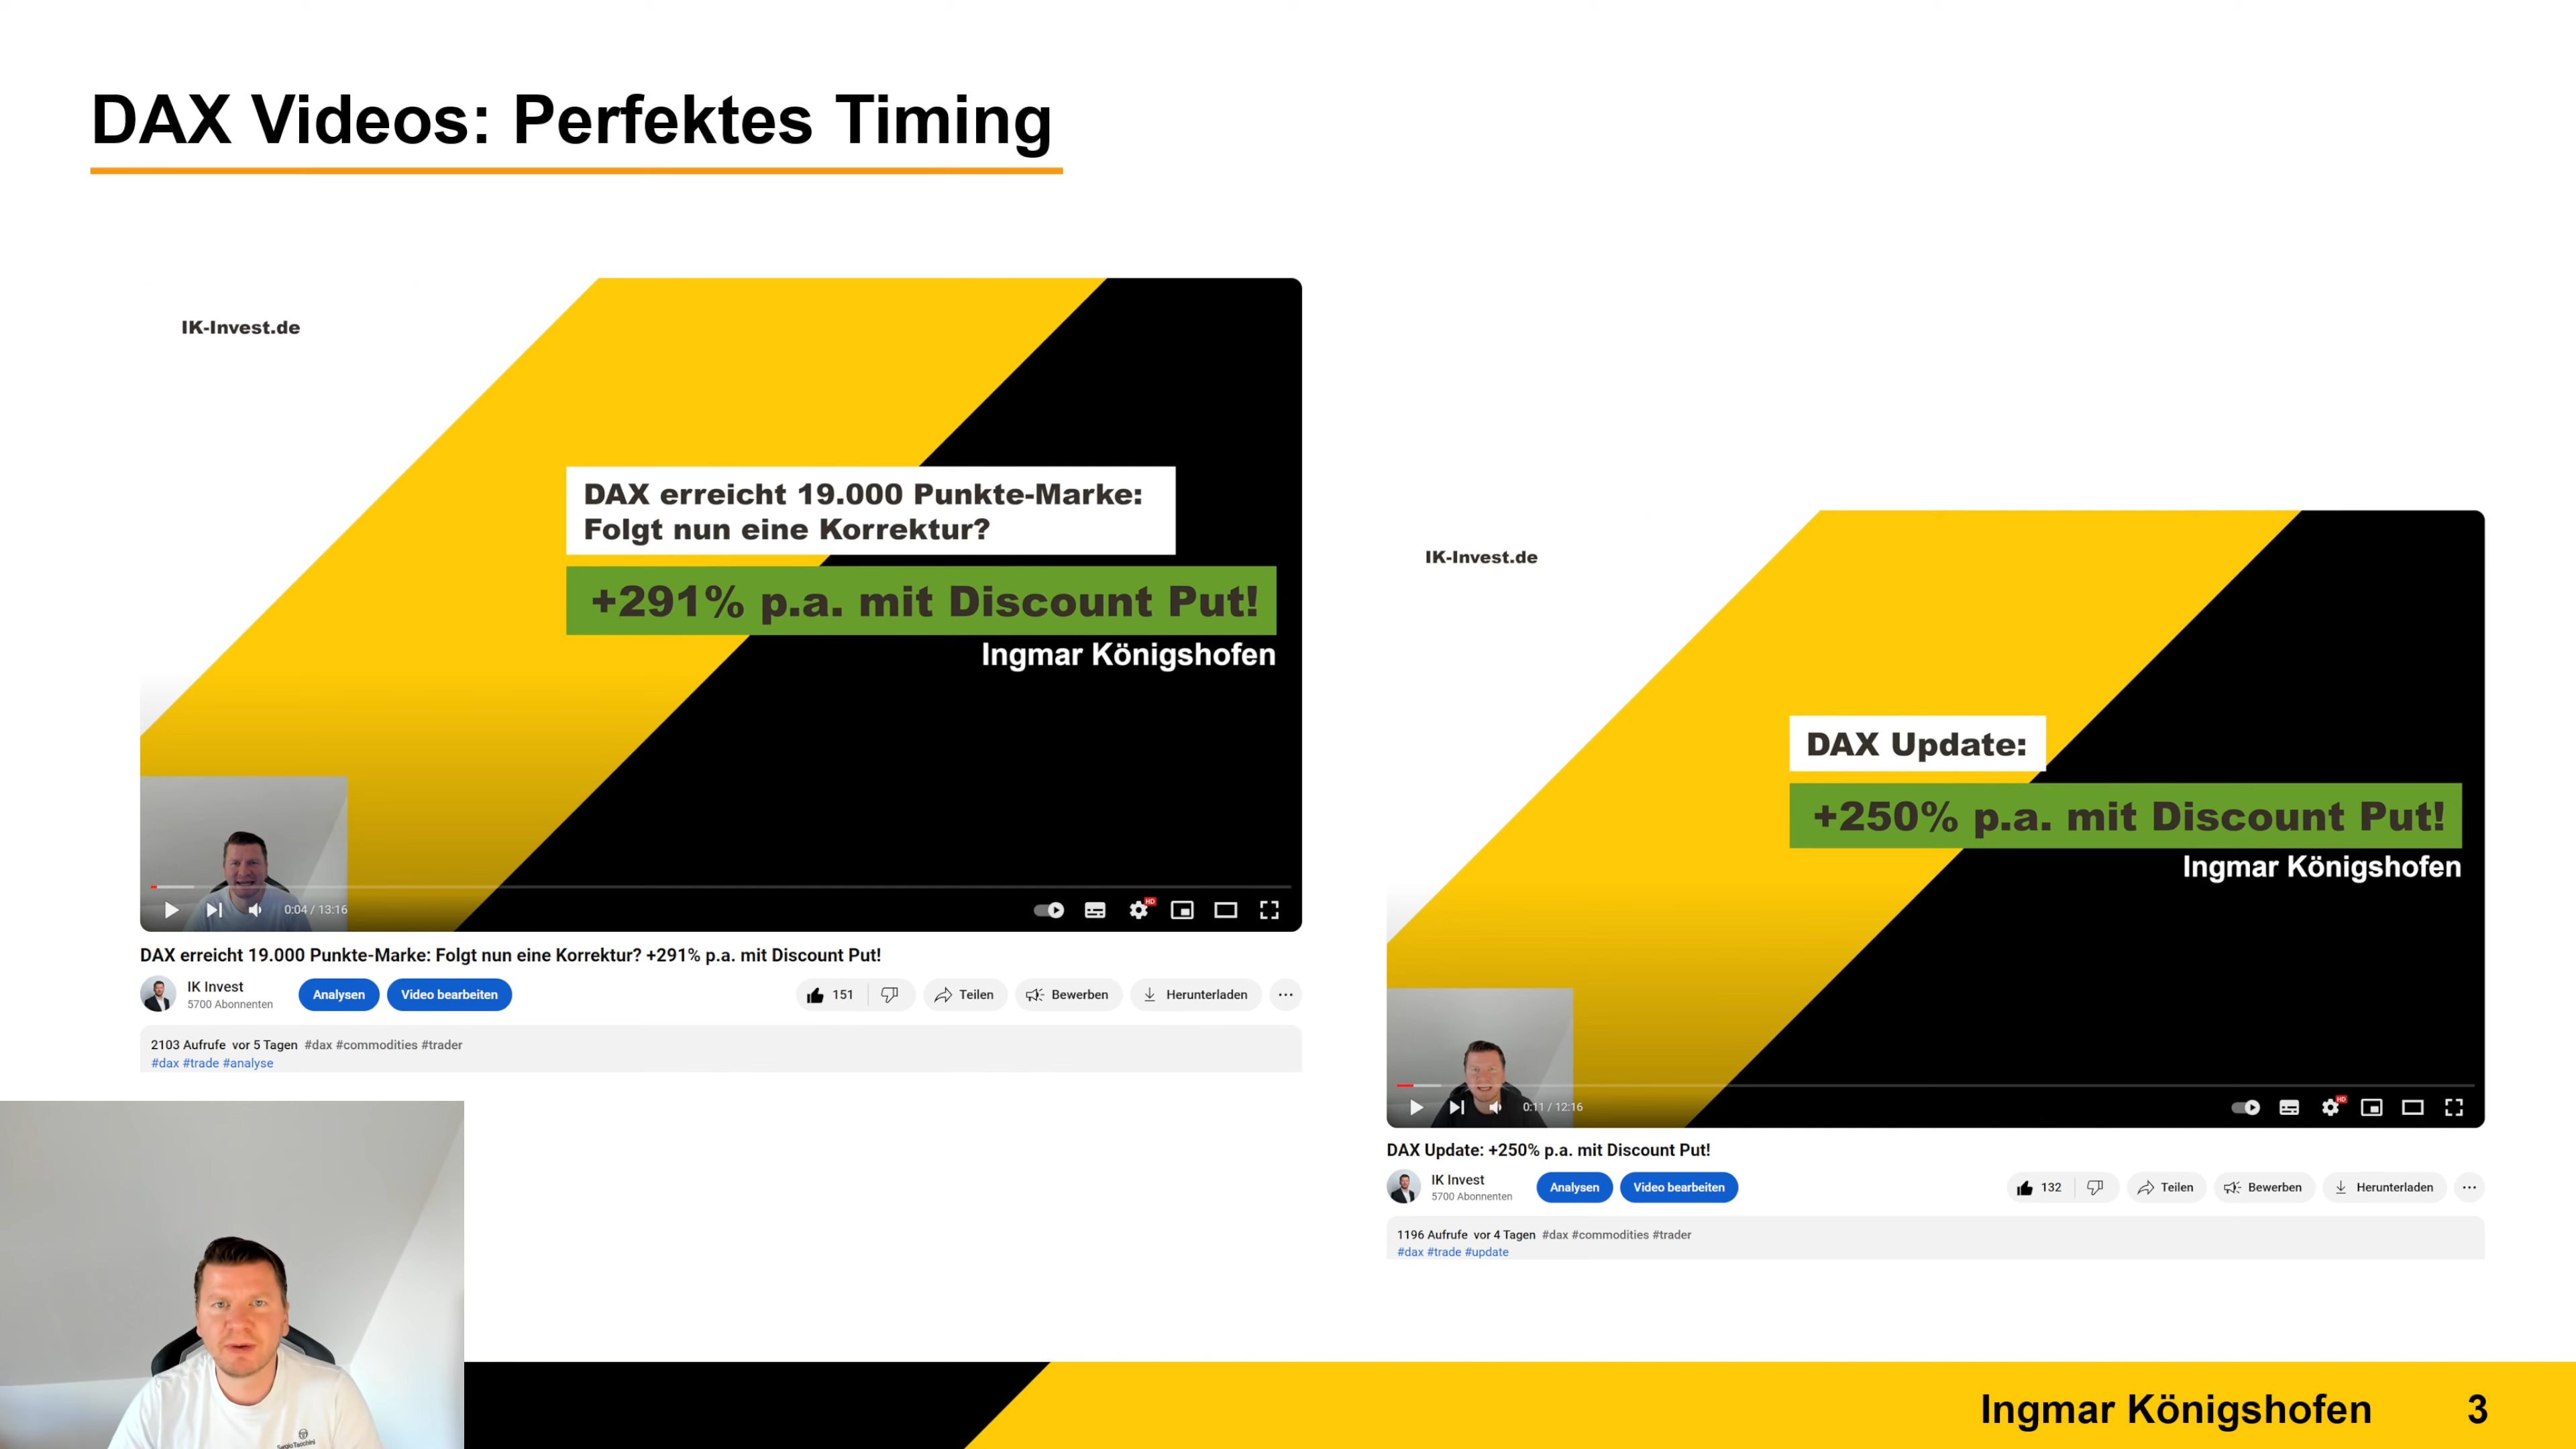 DAX Videos: Perfektes Timing
IK-Invest.de
DAX erreicht 19.000 Punkte-Marke:
Folgt nun eine Korrektur?
+291% p.a. mit Discount Put!
Ingmar Königshofen
0:04 / 13:16
HD
DAX erreicht 19.000 Punkte-Marke: Folgt nun eine Korrektur? +291% p.a. mit Discount Put!
IK Invest
5700 Abonnenten
Analysen
Video bearbeiten
151
Teilen
Bewerben
Herunterladen
2103 Aufrufe vor 5 Tagen #dax #commodities #trader
#dax #trade #analyse
IK-Invest.de
DAX Update:
+250% p.a. mit Discount Put!
Ingmar Königshofen
0:11 / 12:16
HD
DAX Update: +250% p.a. mit Discount Put!
IK Invest
5700 Abonnenten
Analysen
Video bearbeiten
132
Teilen
Bewerben
Herunterladen
1196 Aufrufe vor 4 Tagen #dax #commodities #trader
#dax #trade #update
Sergio Tacchini
Ingmar Königshofen
3